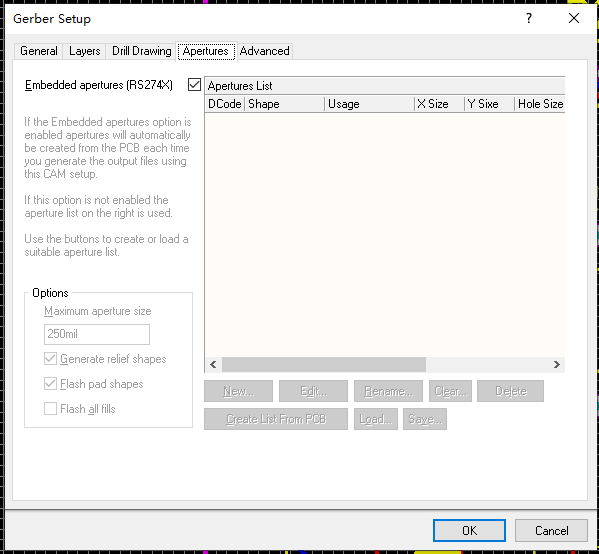 Gerber Setup
General Layers Drill Drawing Apertures Advanced
Embedded apertures (RS274X)
Apertures List
DCode Shape Usage X Size Y Sixe Hole Size
If the Embedded apertures option is
enabled apertures will automatically
be created from the PCB each time
you generate the output files using
this CAM setup.
If this option is not enabled the
aperture list on the right is used.
Use the buttons to create or load a
suitable aperture list.
Options
Maximum aperture size
250mil
Generate relief shapes
Flash pad shapes
Flash all fills
New... Edit... Rename... Clear... Delete
Create List From PCB Load... Save...
OK Cancel